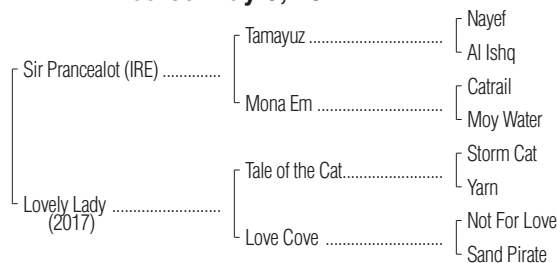 Nayef
Tamayuz
Al Ishq
Sir Prancealot (IRE)
Catrail
Mona Em
Moy Water
Storm Cat
Tale of the Cat
Yarn
Lovely Lady
(2017)
Not For Love
Love Cove
Sand Pirate